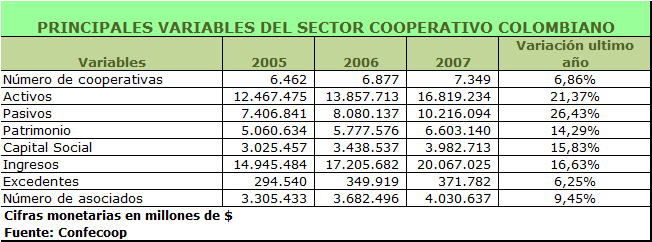 PRINCIPALES VARIABLES DEL SECTOR COOPERATIVO COLOMBIANO
Variables 2005 2006 2007 Variación ultimo año
Número de cooperativas 6.462 6.877 7.349 6,86%
Activos 12.467.475 13.857.713 16.819.234 21,37%
Pasivos 7.406.841 8.080.137 10.216.094 26,43%
Patrimonio 5.060.634 5.777.576 6.603.140 14,29%
Capital Social 3.025.457 3.438.537 3.982.713 15,83%
Ingresos 14.945.484 17.205.682 20.067.025 16,63%
Excedentes 294.540 349.919 371.782 6,25%
Número de asociados 3.305.433 3.682.496 4.030.637 9,45%
Cifras monetarias en millones de $
Fuente: Confecoop